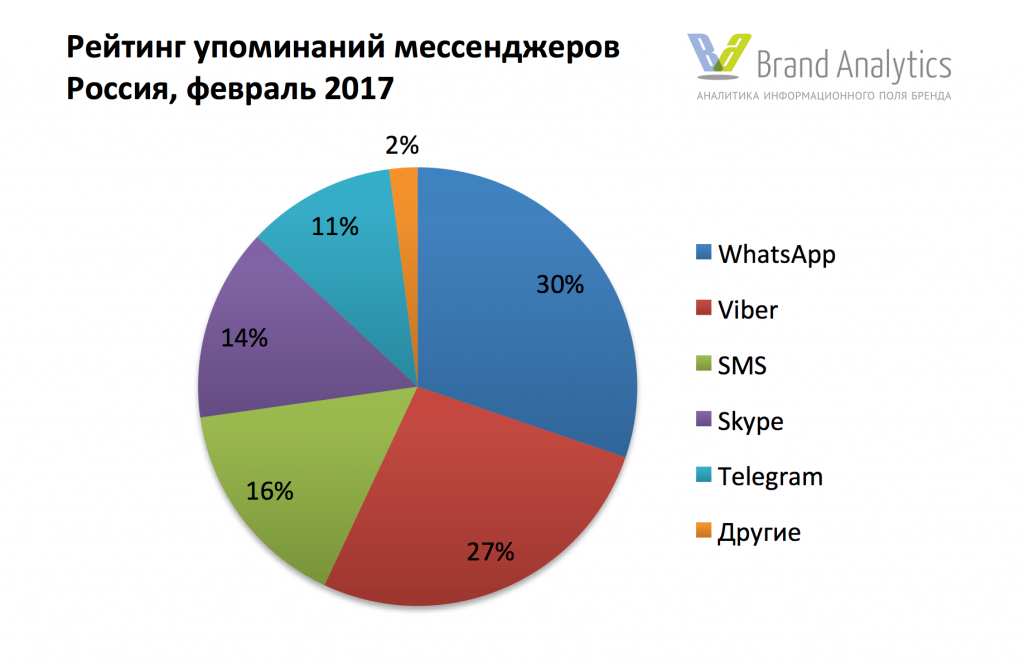 Рейтинг упоминаний мессенджеров
Россия, февраль 2017
BA
Brand Analytics
АНАЛИТИКА ИНФОРМАЦИОННОГО ПОЛЯ БРЕНДА
2%
11%
30%
14%
16%
27%
WhatsApp
Viber
SMS
Skype
Telegram
Другие